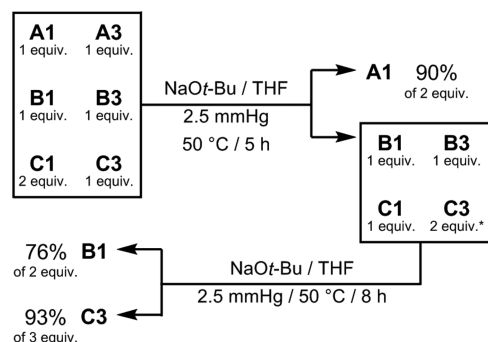 A1 A3
1 equiv. 1 equiv.
B1 B3
1 equiv. 1 equiv.
C1 C3
2 equiv. 1 equiv.
NaOt-Bu / THF
2.5 mmHg
50 °C / 5 h
A1 90%
of 2 equiv.
B1 B3
1 equiv. 1 equiv.
C1 C3
1 equiv. 2 equiv.*
76% B1
of 2 equiv.
93% C3
of 3 equiv.
NaOt-Bu / THF
2.5 mmHg / 50 °C / 8 h